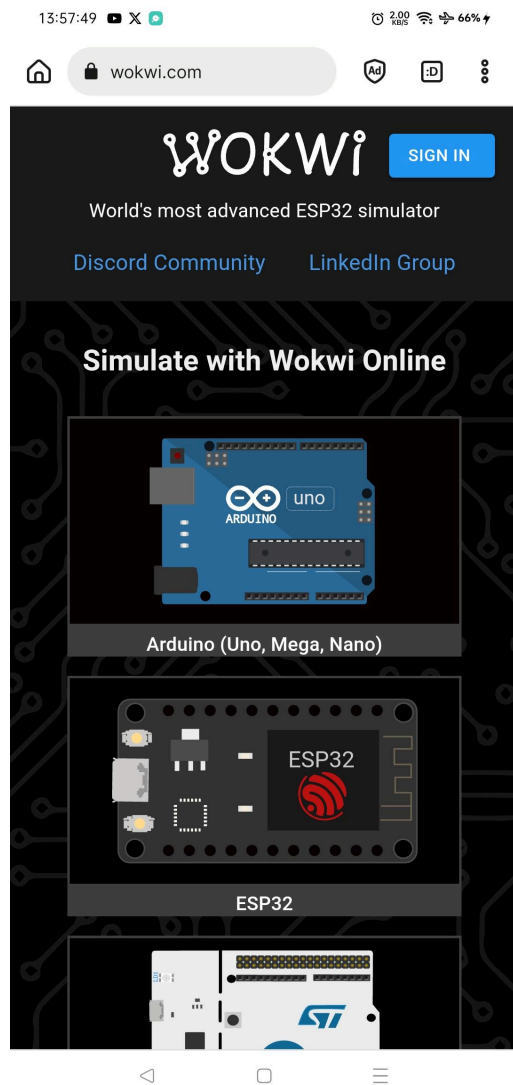 13:57:49
2.00 KB/S
66%
wokwi.com
Ad
:D
WOKWi
SIGN IN
World's most advanced ESP32 simulator
Discord Community LinkedIn Group
Simulate with Wokwi Online
uno
ARDUINO
Arduino (Uno, Mega, Nano)
ESP32
ESP32
ST